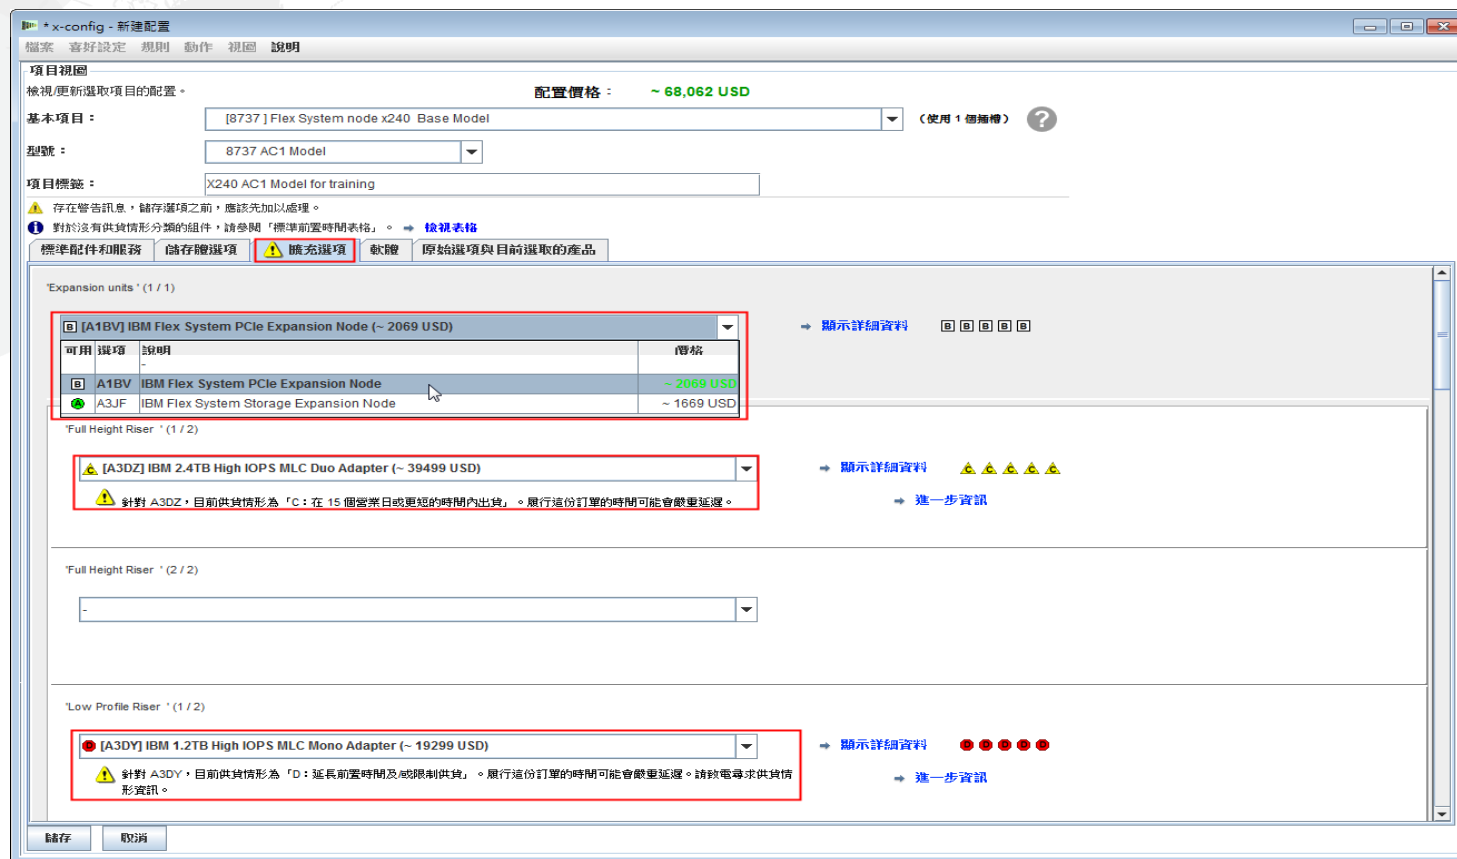 * x-config - 新建配置
檔案 喜好設定 規則 動作 視圖 說明
項目視圖
檢視/更新選取項目的配置。 配置價格： ~ 68,062 USD
基本項目： [8737 ] Flex System node x240 Base Model （使用 1 個插槽） ?
型號： 8737 AC1 Model
項目標籤： X240 AC1 Model for training
存在警告訊息，儲存選項之前，應該先加以處理。
對於沒有供貨情形分類的組件，請參閱「標準前置時間表格」。 檢視表格
標準配件和服務 儲存體選項 擴充選項 軟體 原始選項與目前選取的產品
'Expansion units ' (1 / 1)
B [A1BV] IBM Flex System PCIe Expansion Node (~ 2069 USD) 顯示詳細資料 B B B B B
可用 選項 說明 價格
-
B A1BV IBM Flex System PCIe Expansion Node ~ 2069 USD
A A3JF IBM Flex System Storage Expansion Node ~ 1669 USD
'Full Height Riser ' (1 / 2)
C [A3DZ] IBM 2.4TB High IOPS MLC Duo Adapter (~ 39499 USD) 顯示詳細資料 C C C C C
針對 A3DZ，目前供貨情形為「C：在 15 個營業日或更短的時間內出貨」。履行這份訂單的時間可能會嚴重延遲。 進一步資訊
'Full Height Riser ' (2 / 2)
-
'Low Profile Riser ' (1 / 2)
D [A3DY] IBM 1.2TB High IOPS MLC Mono Adapter (~ 19299 USD) 顯示詳細資料 D D D D D
針對 A3DY，目前供貨情形為「D：延長前置時間及/或限制供貨」。履行這份訂單的時間可能會嚴重延遲。請致電尋求供貨情 進一步資訊
形資訊。
儲存 取消